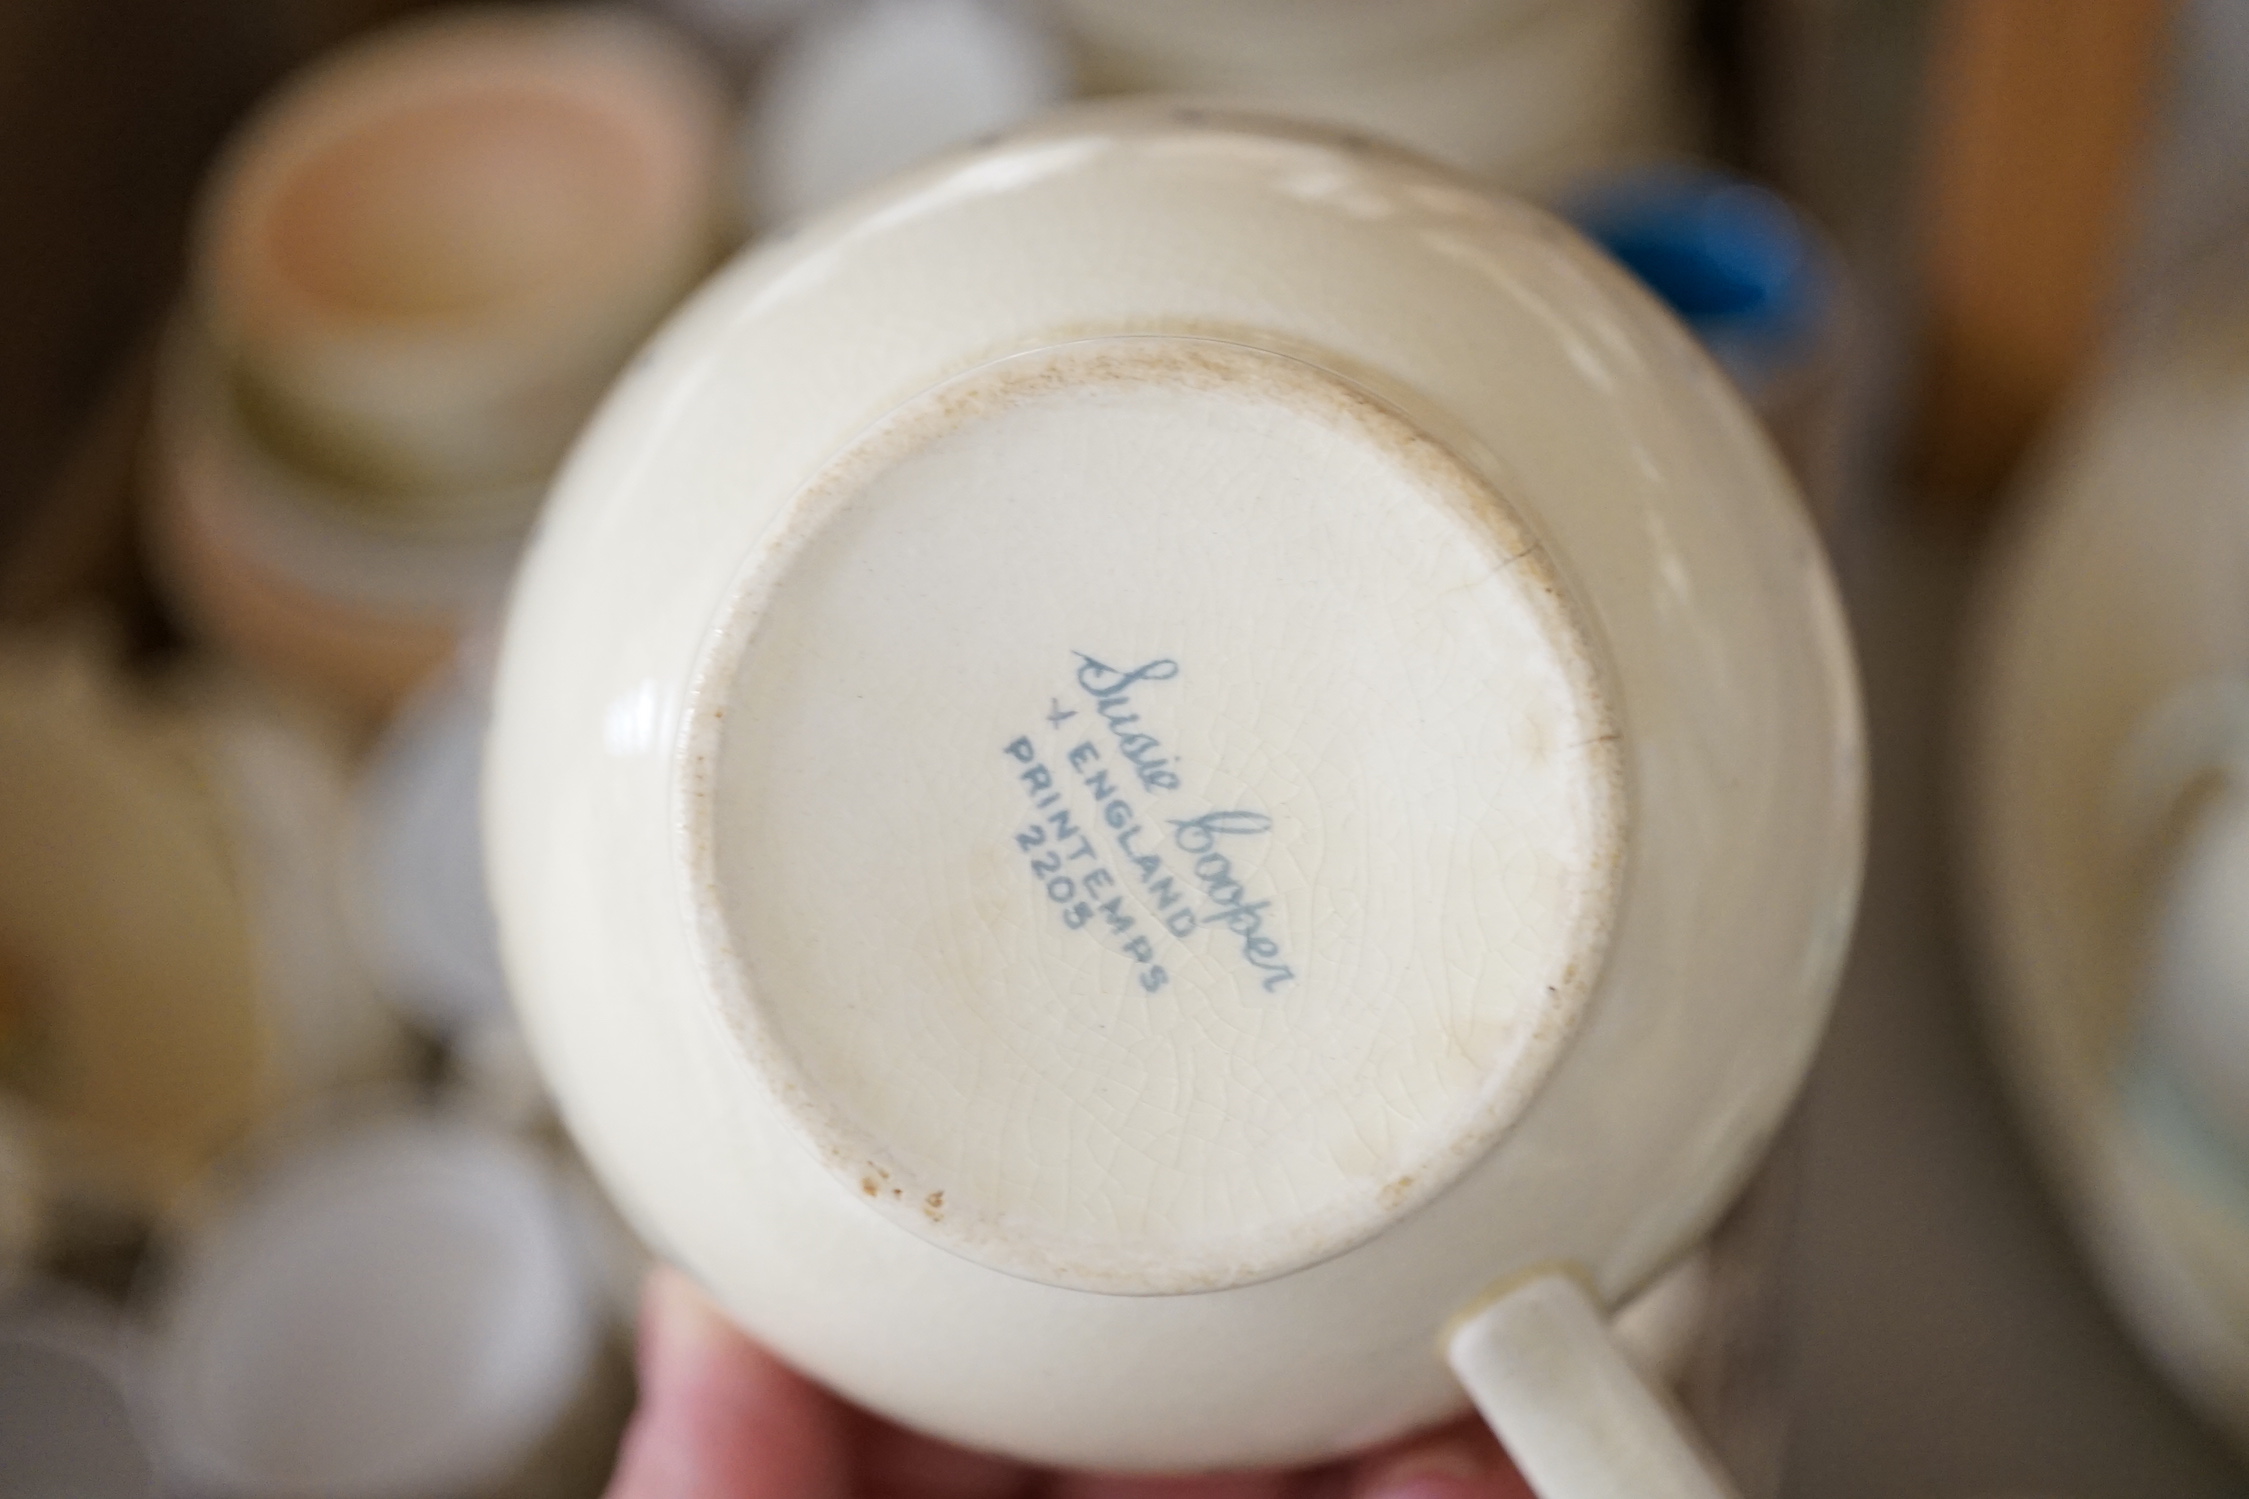 Susie Cooper
+ ENGLAND
PRINTEMPS
2205